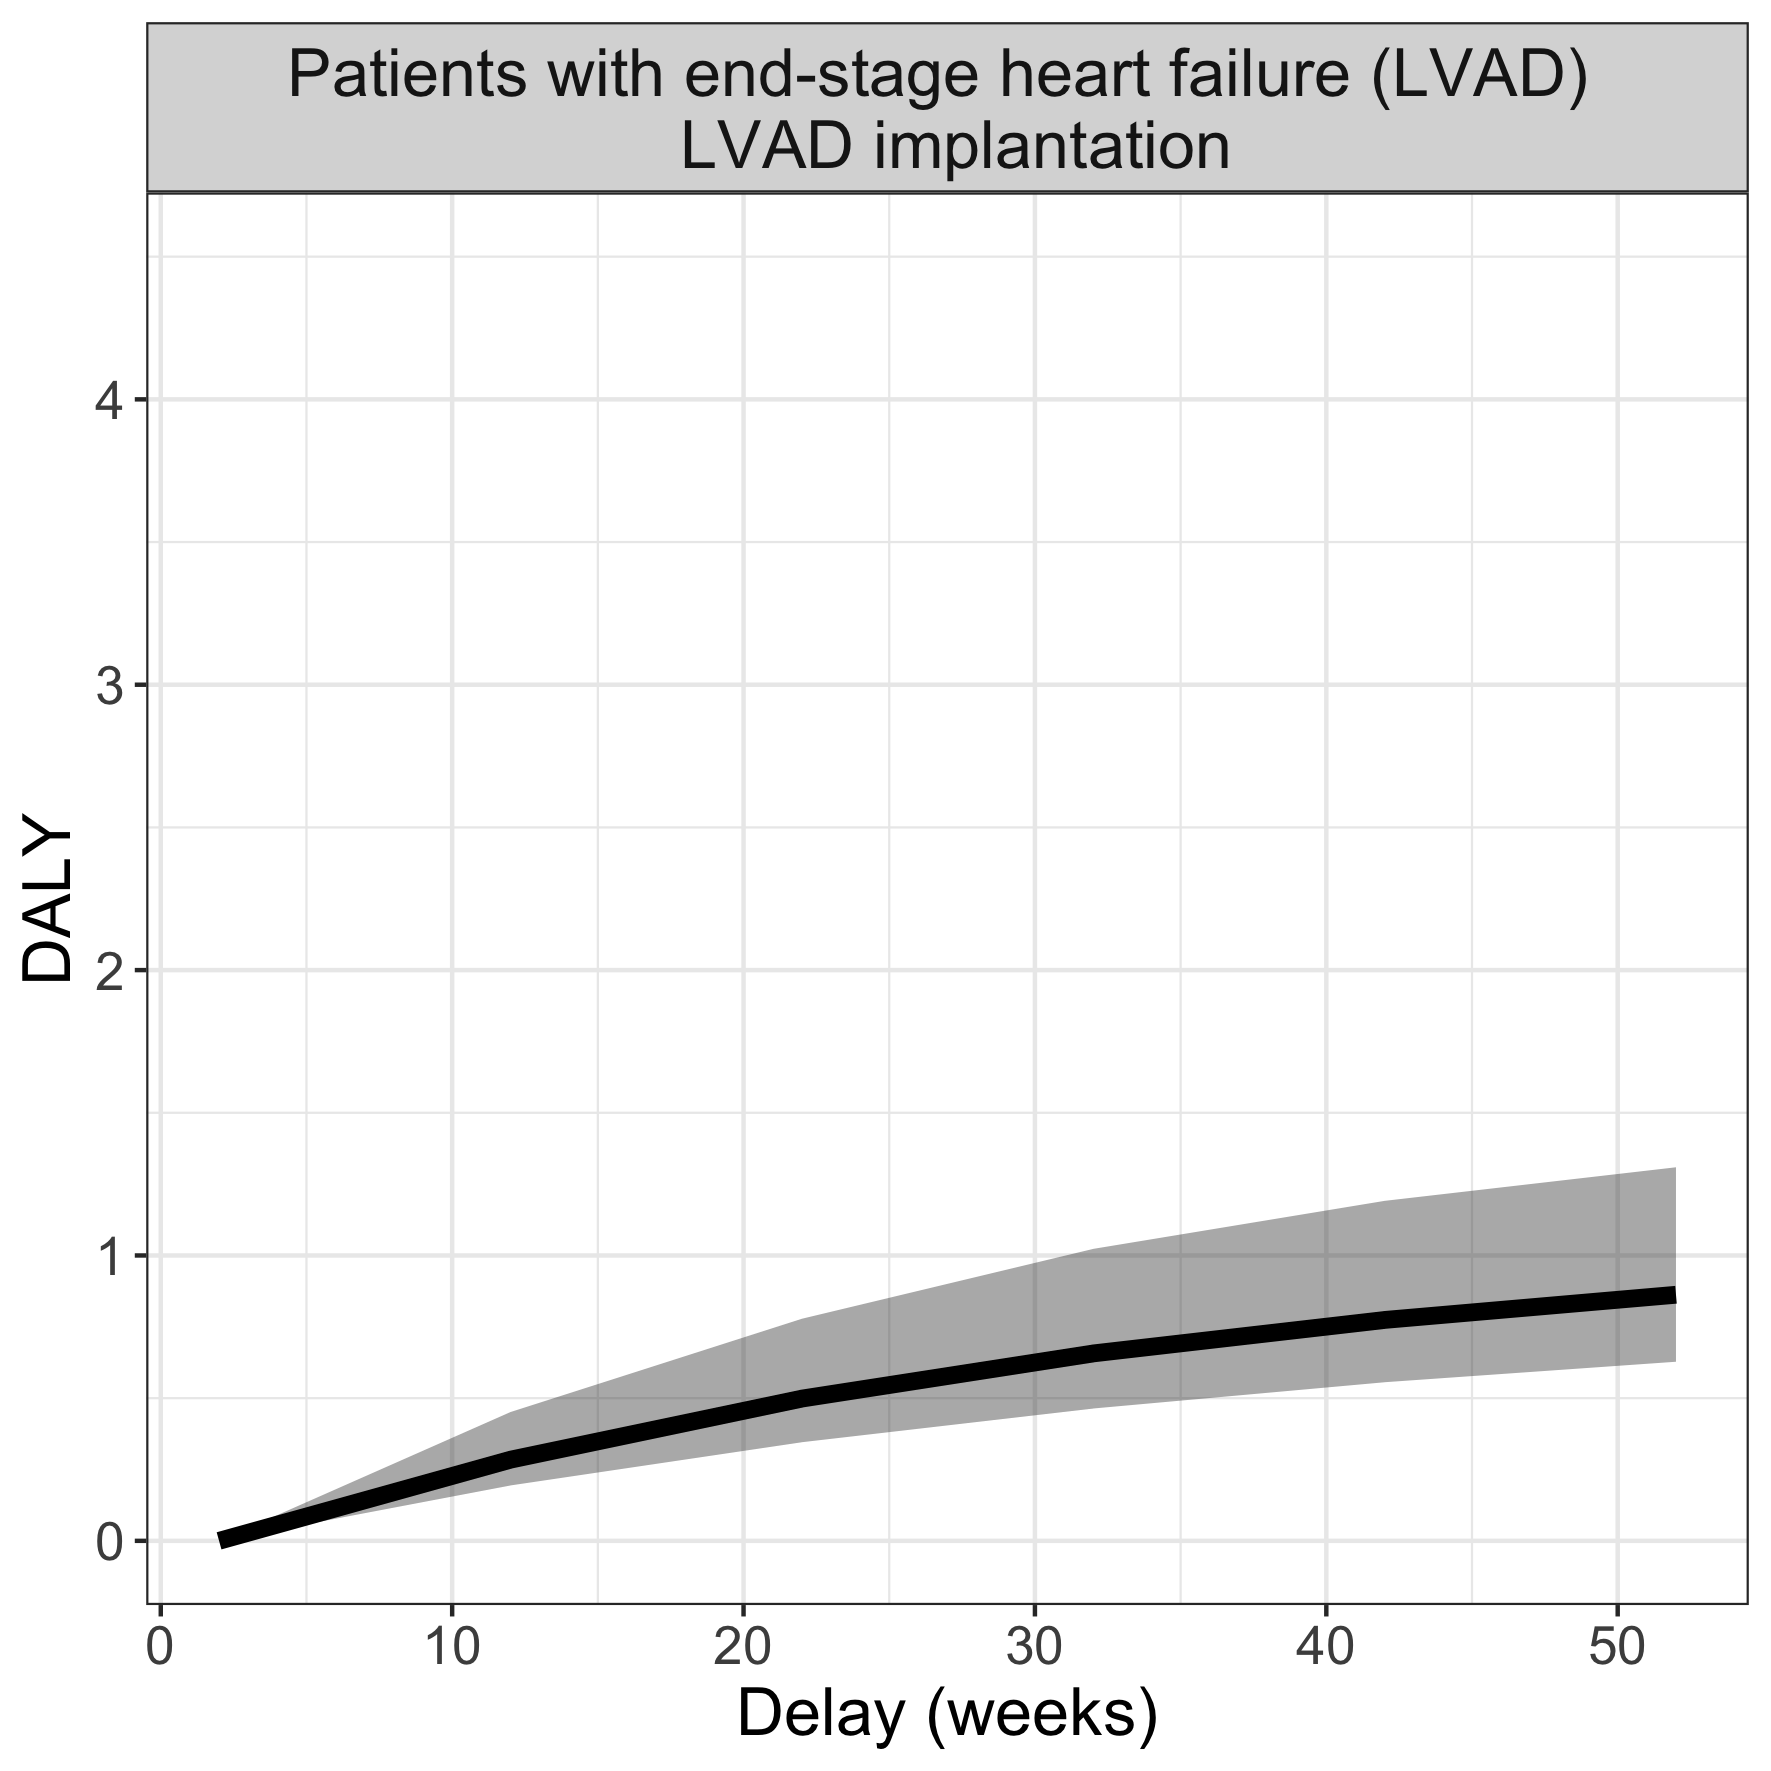 Patients with end-stage heart failure (LVAD)
LVAD implantation
DALY
4
3
2
1
0
0 10 20 30 40 50
Delay (weeks)